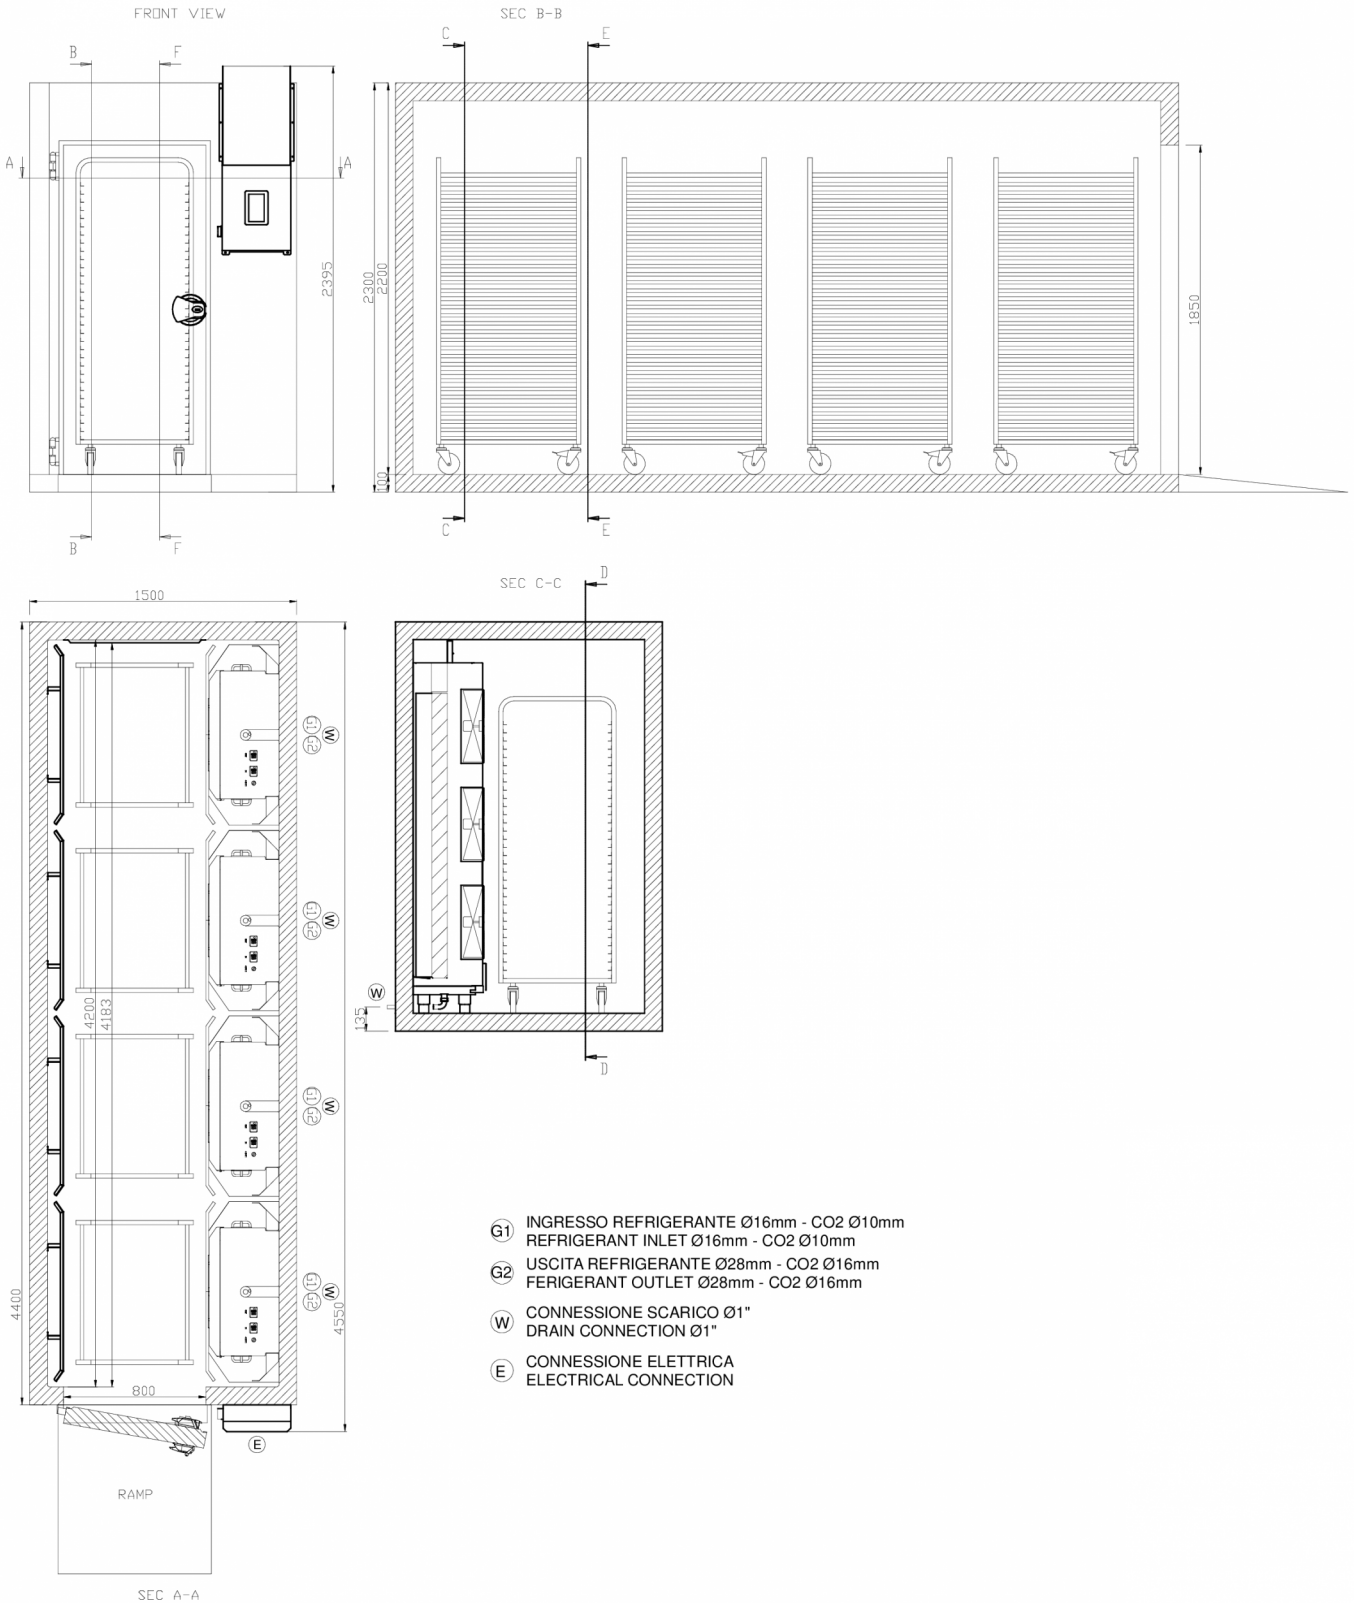 FRONT VIEW
SEC B-B
C
E
B
F
A
A
2395
2300
2200
100
1850
C
E
B
F
SEC C-C
D
1500
G1
G2
W
G1
G2
W
4200
4183
W
135
D
G1
G2
W
G1
G2
W
4400
4550
800
E
RAMP
SEC A-A
G1
INGRESSO REFRIGERANTE Ø16mm - CO2 Ø10mm
REFRIGERANT INLET Ø16mm - CO2 Ø10mm
G2
USCITA REFRIGERANTE Ø28mm - CO2 Ø16mm
FERIGERANT OUTLET Ø28mm - CO2 Ø16mm
W
CONNESSIONE SCARICO Ø1"
DRAIN CONNECTION Ø1"
E
CONNESSIONE ELETTRICA
ELECTRICAL CONNECTION